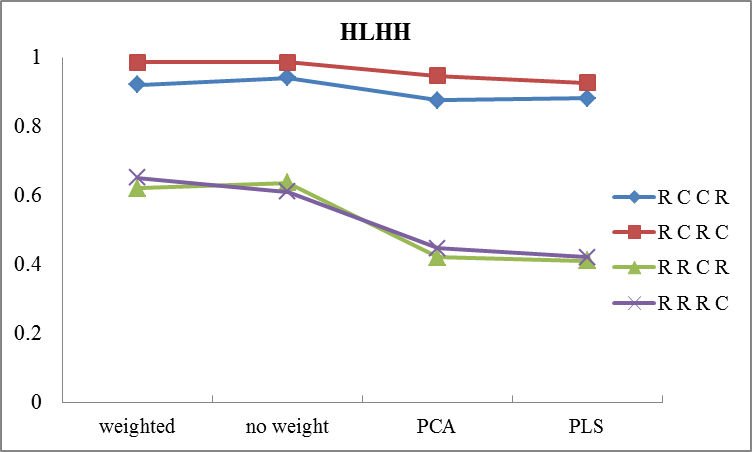 HLHH
1
0.8
0.6
0.4
0.2
0
weighted no weight PCA PLS
R C C R
R C R C
R R C R
R R R C